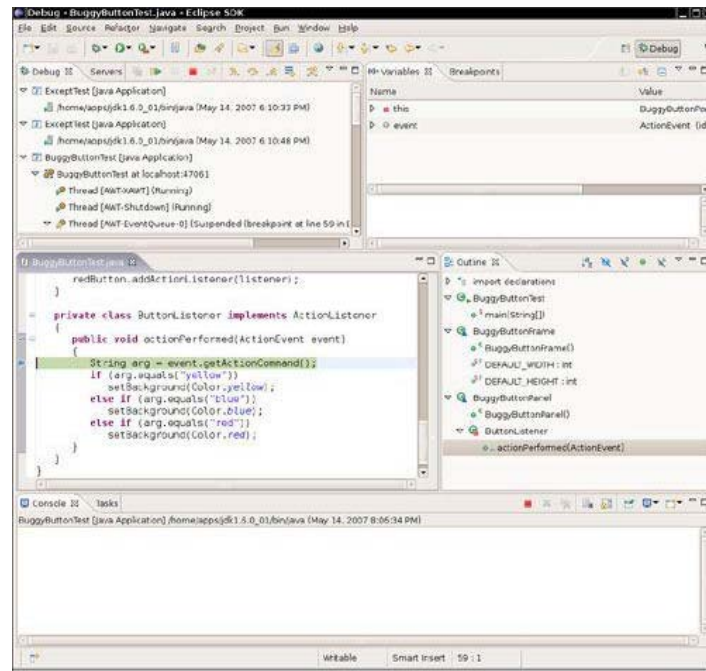 Debug - BuggyButtonTest.java - Eclipse SDK
File Edit Source Refactor Navigate Search Project Run Window Help
Debug
Debug Servers
ExceptTest [Java Application]
/home/apps/jdk1.6.0_01/bin/java (May 14, 2007 6:10:33 PM)
ExceptTest [Java Application]
/home/apps/jdk1.6.0_01/bin/java (May 14, 2007 6:10:48 PM)
BuggyButtonTest [Java Application]
BuggyButtonTest at localhost:47061
Thread [AWT-XAWT] (Running)
Thread [AWT-Shutdown] (Running)
Thread [AWT-EventQueue-0] (Suspended (breakpoint at line 59 in
Variables Breakpoints
Name Value
this BuggyButtonPa
event ActionEvent (id
BuggyButtonTest.java
redButton.addActionListener(listener);
}
private class ButtonListener implements ActionListener
{
public void actionPerformed(ActionEvent event)
{
String arg = event.getActionCommand();
if (arg.equals("yellow"))
setBackground(Color.yellow);
else if (arg.equals("blue"))
setBackground(Color.blue);
else if (arg.equals("red"))
setBackground(Color.red);
}
}
}
Outline
import declarations
BuggyButtonTest
main(String[])
BuggyButtonFrame
BuggyButtonFrame()
DEFAULT_WIDTH : int
DEFAULT_HEIGHT : int
BuggyButtonPanel
BuggyButtonPanel()
ButtonListener
actionPerformed(ActionEvent)
Console Tasks
BuggyButtonTest [Java Application] /home/apps/jdk1.6.0_01/bin/java (May 14, 2007 8:06:34 PM)
Writable Smart Insert 59 : 1